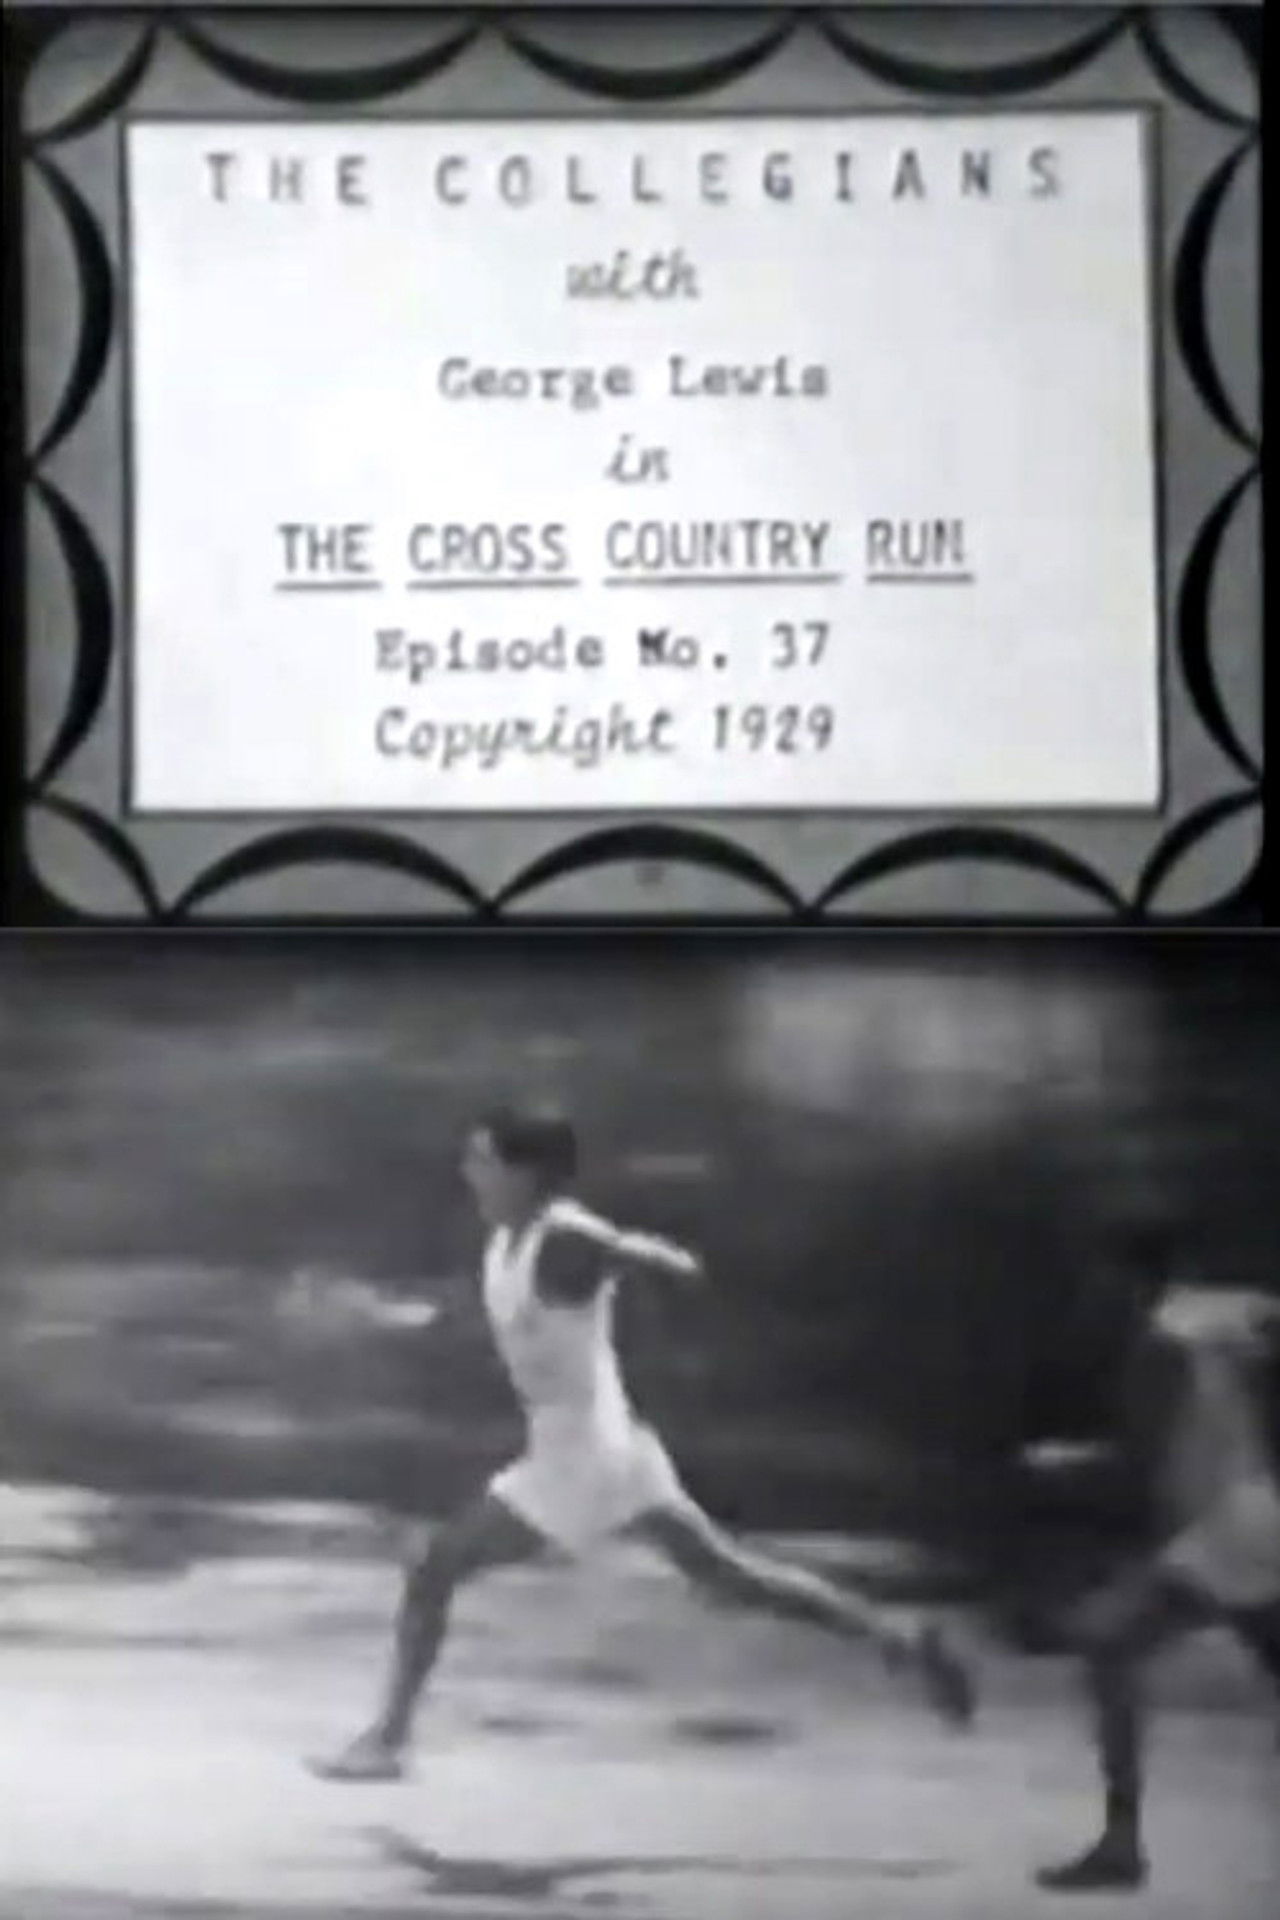 THE COLLEGIANS
with
George Lewis
in
THE CROSS COUNTRY RUN
Episode No. 37
Copyright 1929